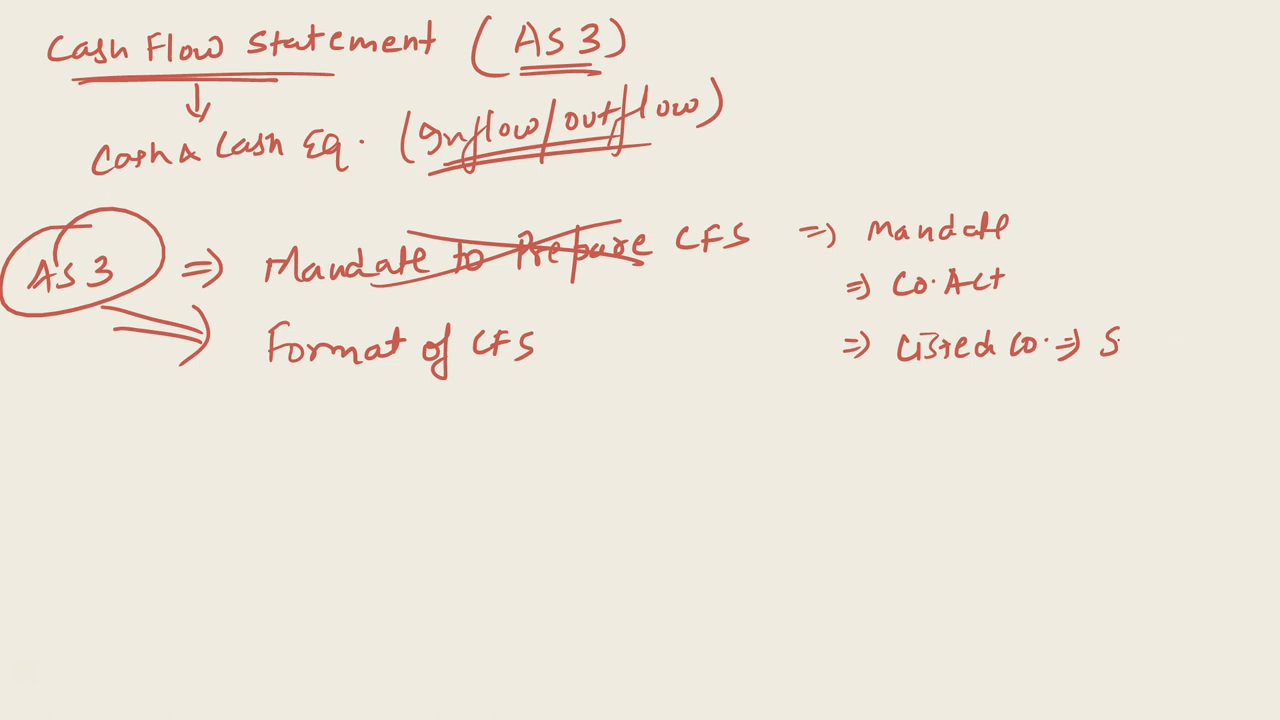 Cash Flow Statement (AS 3)
↓
Cash & Cash Eq. (Inflow/outflow)
AS 3 => Mandate to Prepare CFS => Mandate
=> Co. Act
=> Format of CFS => Listed Co. => S